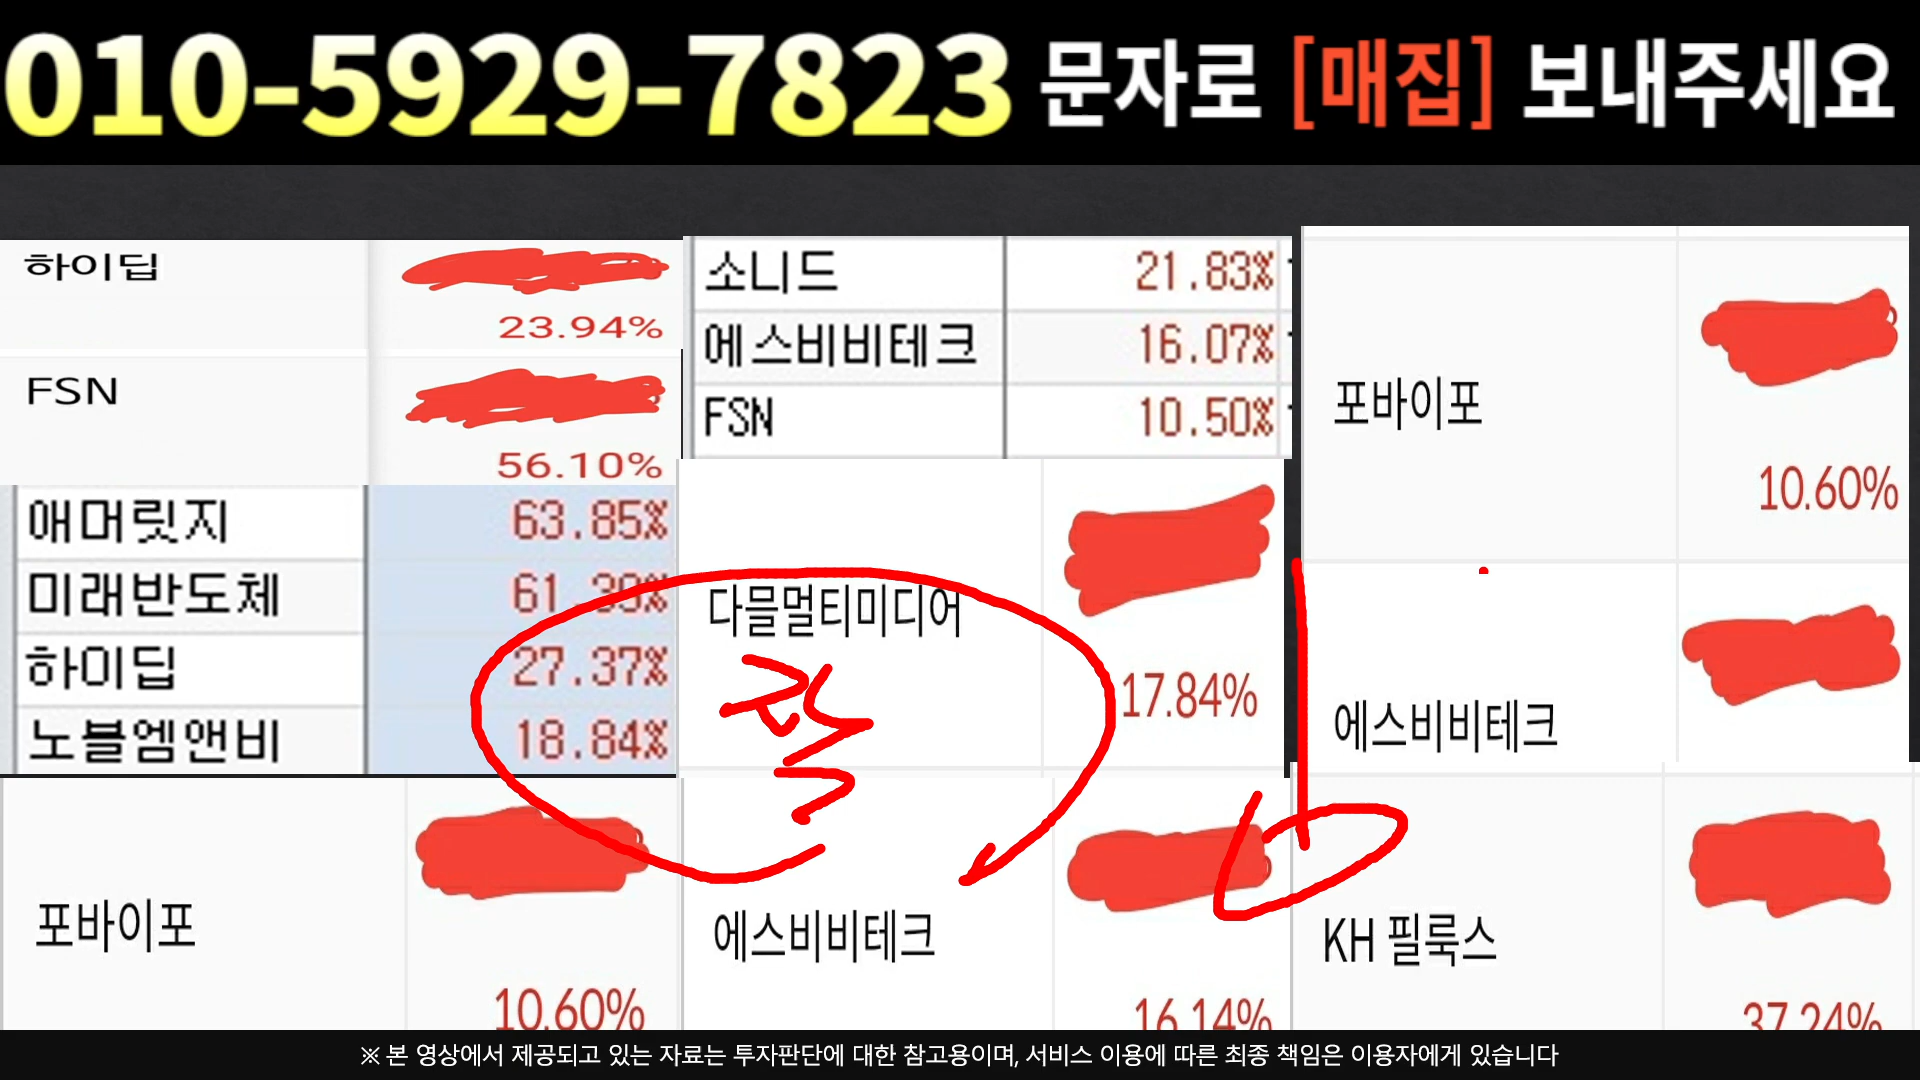 010-5929-7823 문자로 [매집] 보내주세요
하이딥
23.94%
FSN
56.10%
애머릿지 63.85%
미래반도체 61.39%
하이딥 27.37%
노블엠앤비 18.84%
소니드 21.83%
에스비비테크 16.07%
FSN 10.50%
다믈멀티미디어
17.84%
포바이포
10.60%
에스비비테크
포바이포
10.60%
에스비비테크
16.14%
KH 필룩스
37.24%
※ 본 영상에서 제공되고 있는 자료는 투자판단에 대한 참고용이며, 서비스 이용에 따른 최종 책임은 이용자에게 있습니다